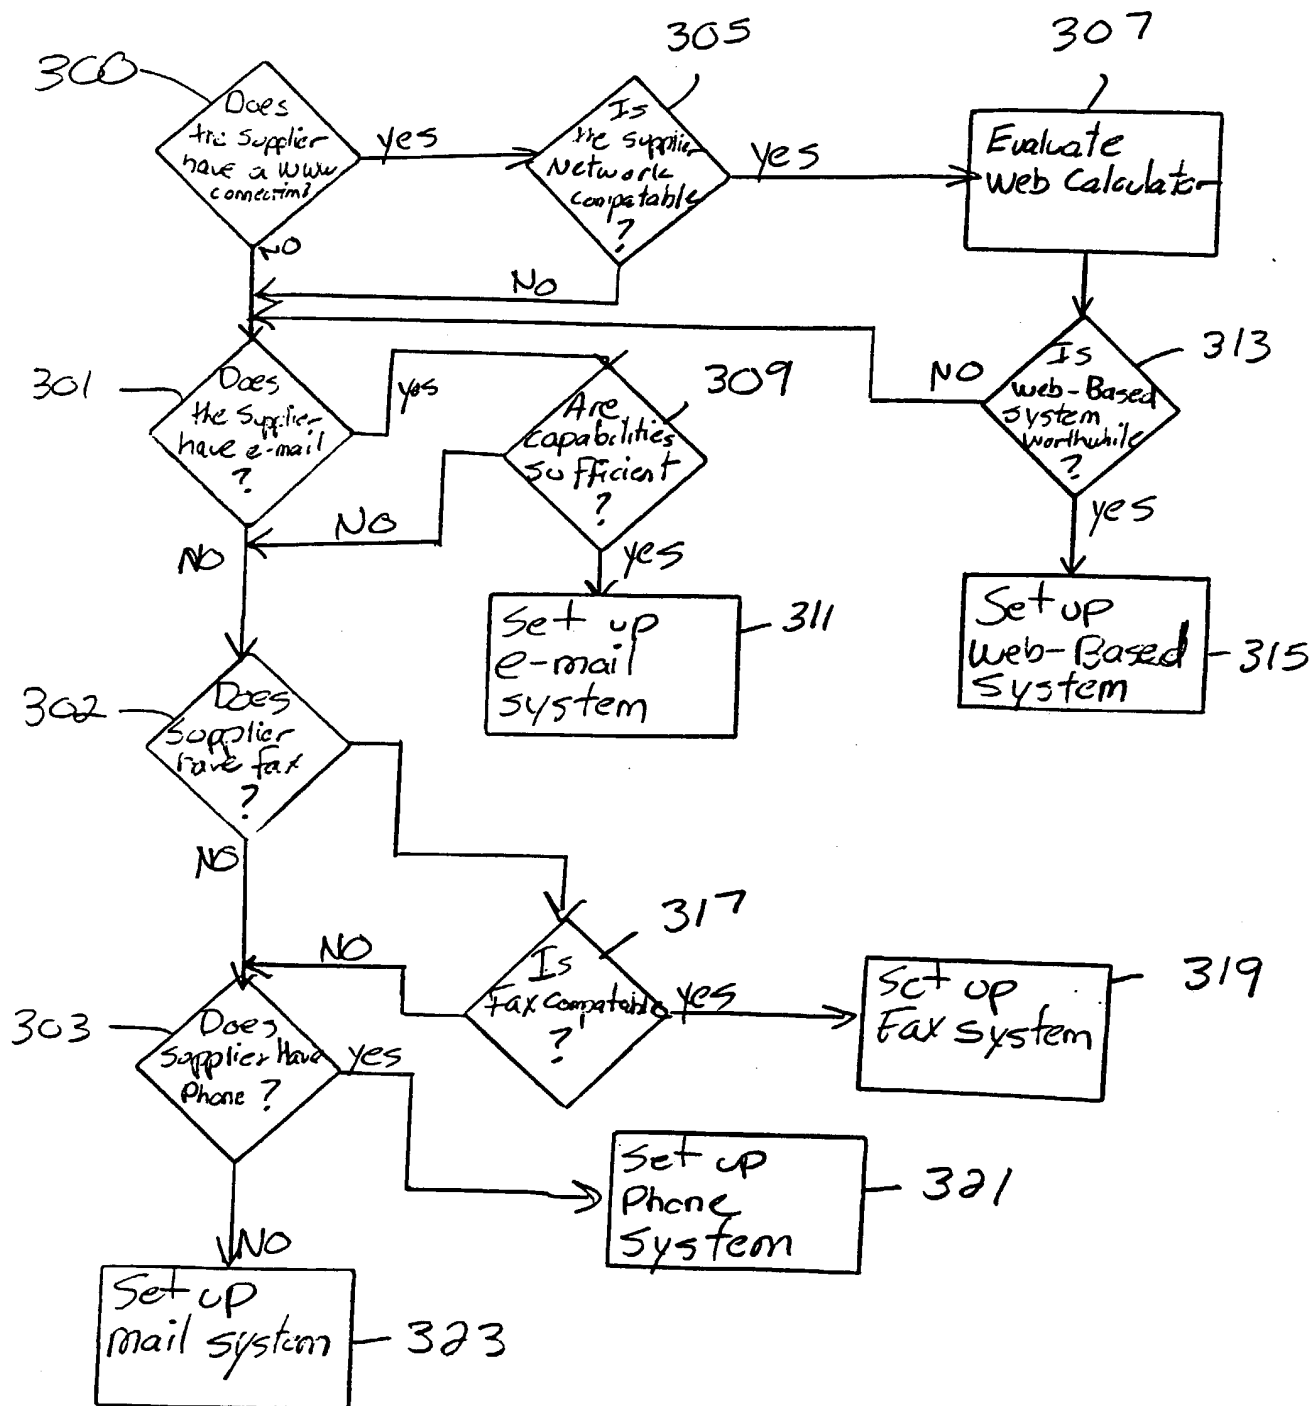 300
Does
the supplier
have a WWW
connection?
yes
NO
305
Is
the supplier
Network
compatable
?
yes
NO
307
Evaluate
Web Calculator
313
Is
Web-Based
system
Worthwhile
?
NO
yes
Set up
Web-Based
System
315
301
Does
the supplier
have e-mail
?
yes
NO
309
Are
capabilities
sufficient
?
NO
yes
Set up
e-mail
system
311
302
Does
Supplier
have fax
?
NO
317
Is
Fax compatable
?
NO
yes
Set up
Fax System
319
303
Does
Supplier Have
Phone ?
yes
NO
Set up
Phone
System
321
Set up
mail system
323